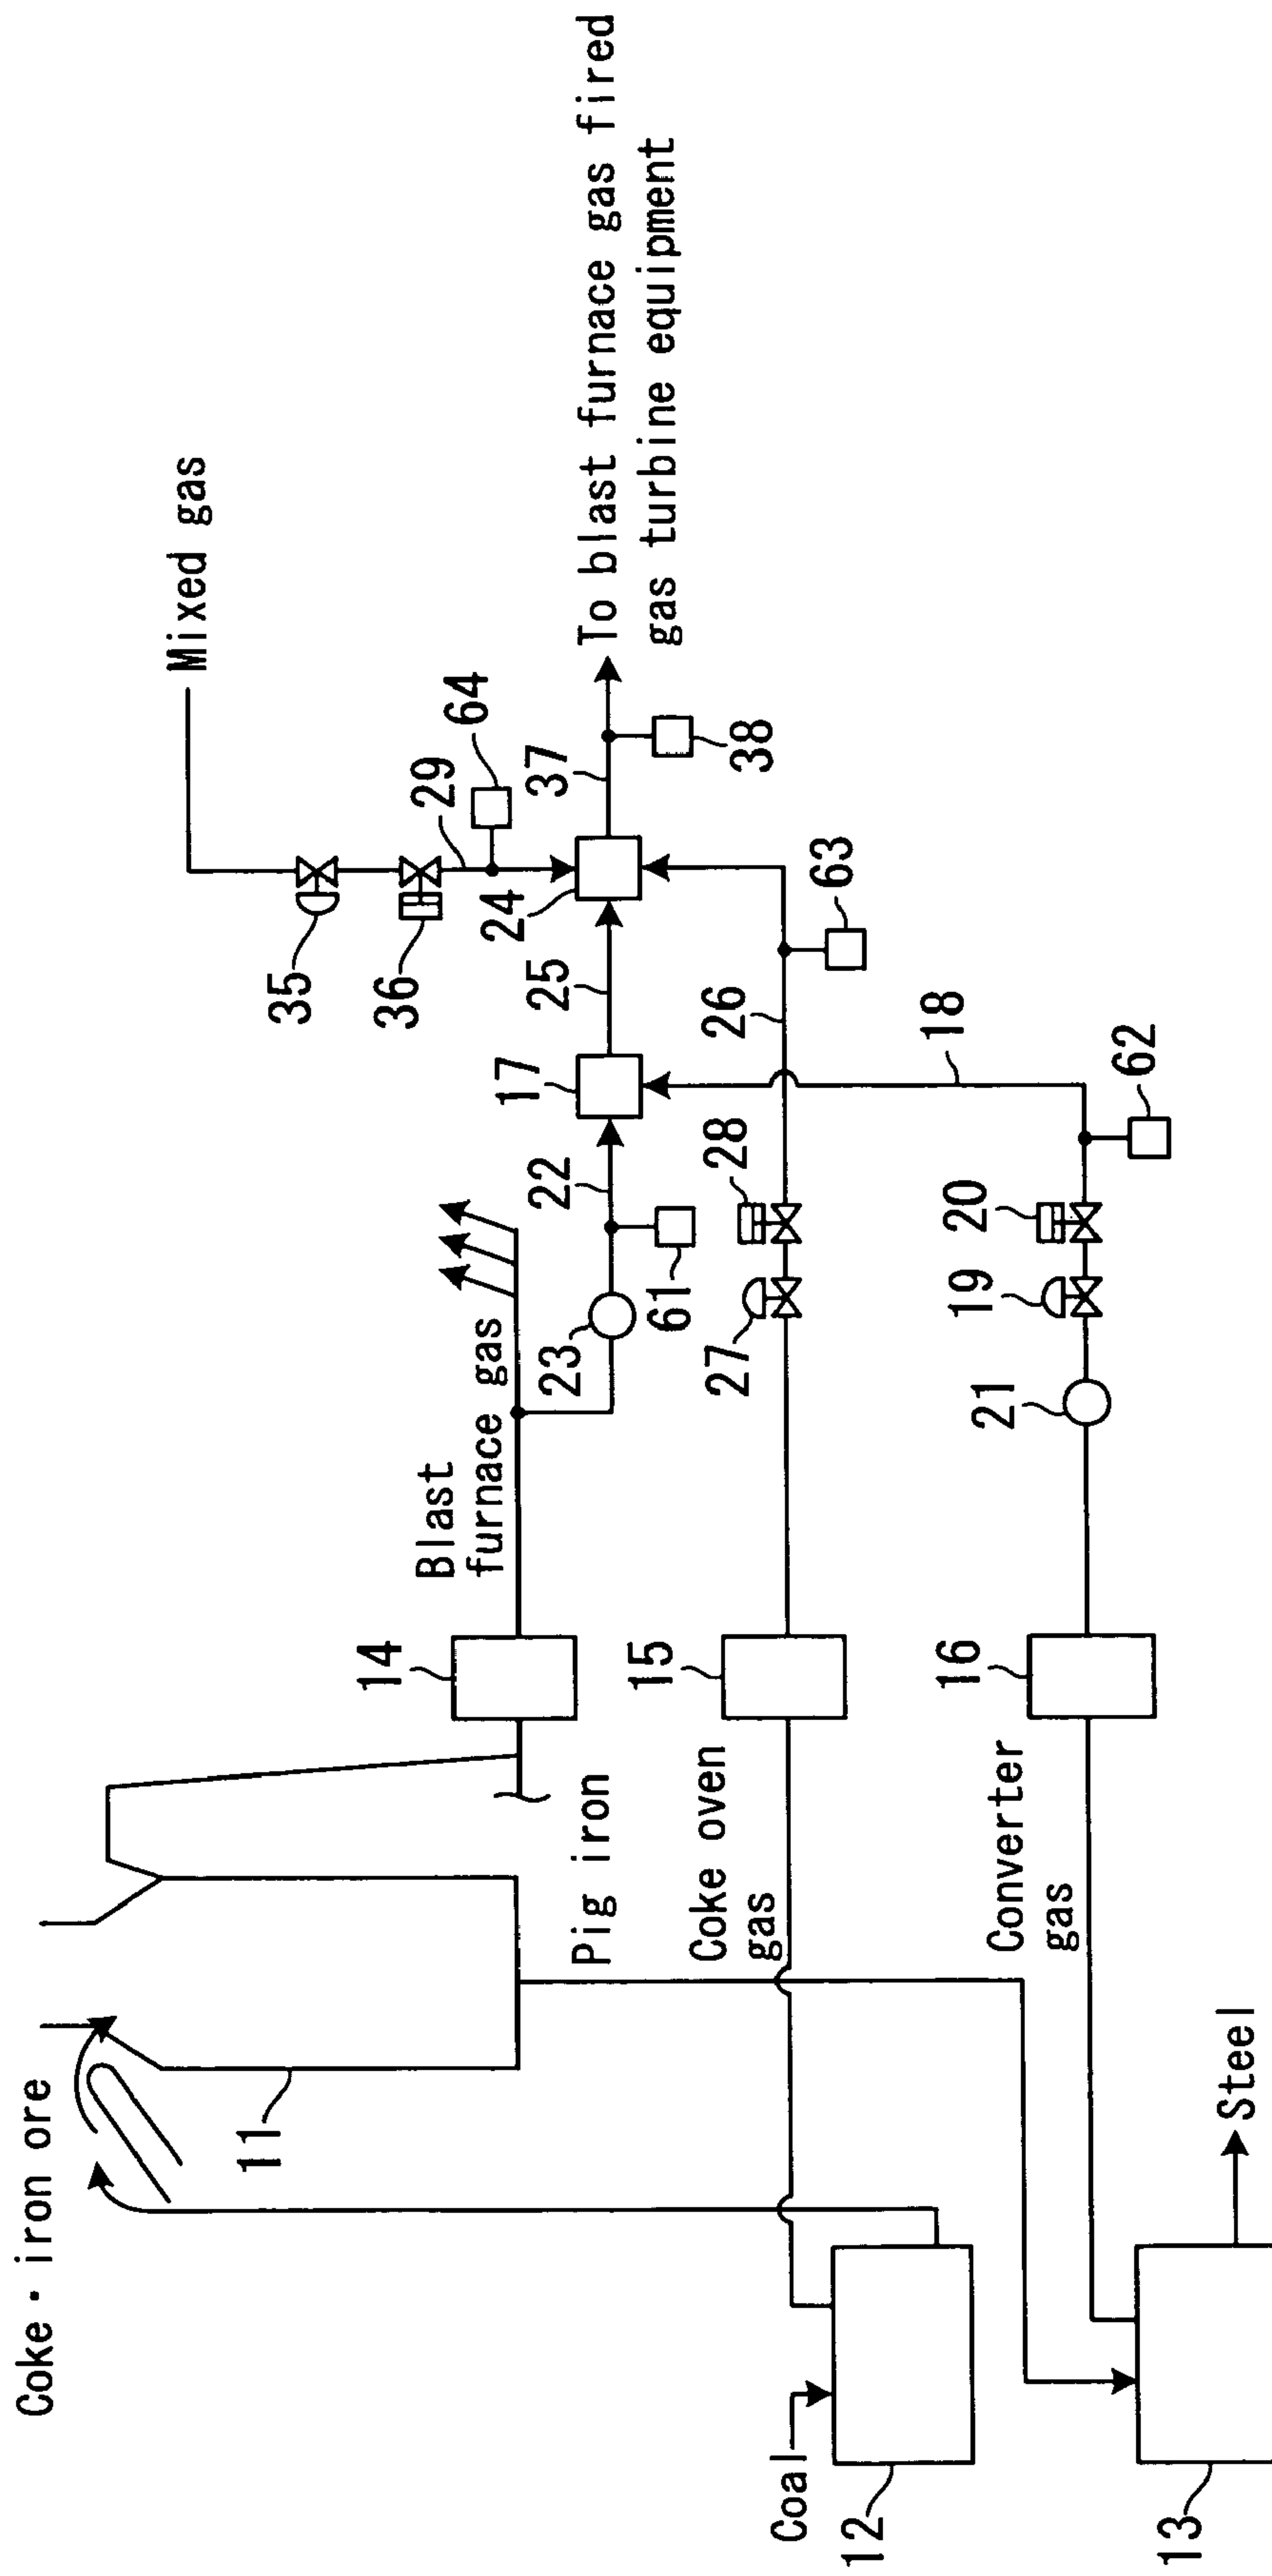 Coke・iron ore
11
Coal
12
13
Steel
Pig iron
Coke oven
gas
Converter
gas
14
15
16
Blast
furnace gas
23
61
22
17
27
28
21
19
20
62
18
26
63
25
24
35
36
29
64
37
38
Mixed gas
To blast furnace gas fired
gas turbine equipment